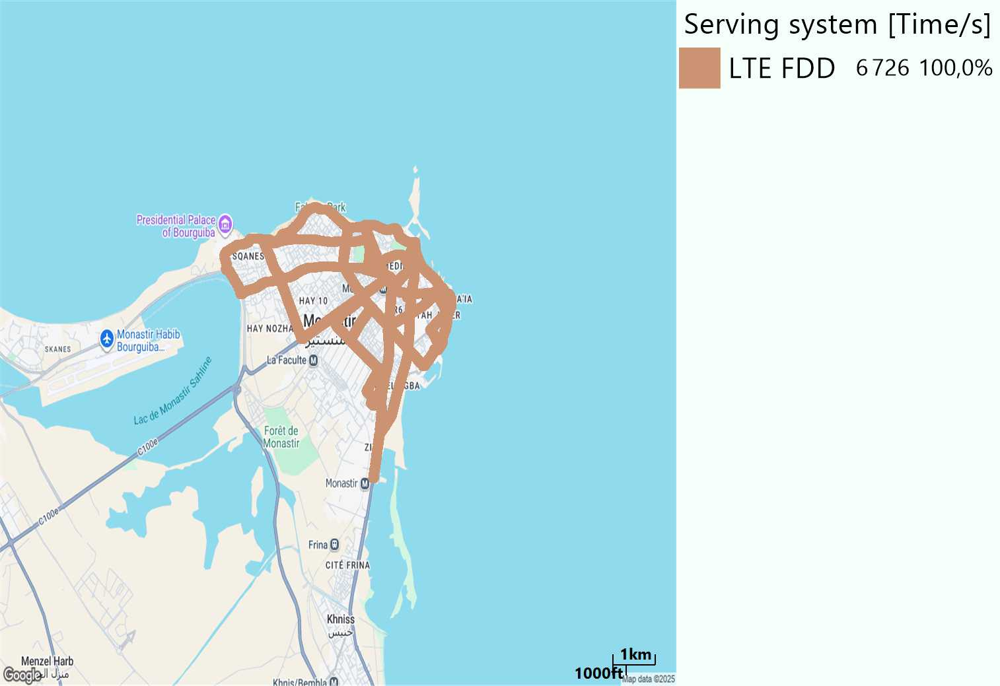 Serving system [Time/s]
LTE FDD 6 726 100,0%
Presidential Palace
of Bourguiba
SQANES
HAY 10
HAY NOZHA
La Faculte
Monastir Habib
Bourguiba...
SKANES
Lac de Monastir Sahline
C100e
C100e
Forêt de
Monastir
Monastir
Frina
CITÉ FRINA
Khniss
خنيس
Menzel Harb
Khnis/Bembla
Google
1km
1000ft
Map data ©2025